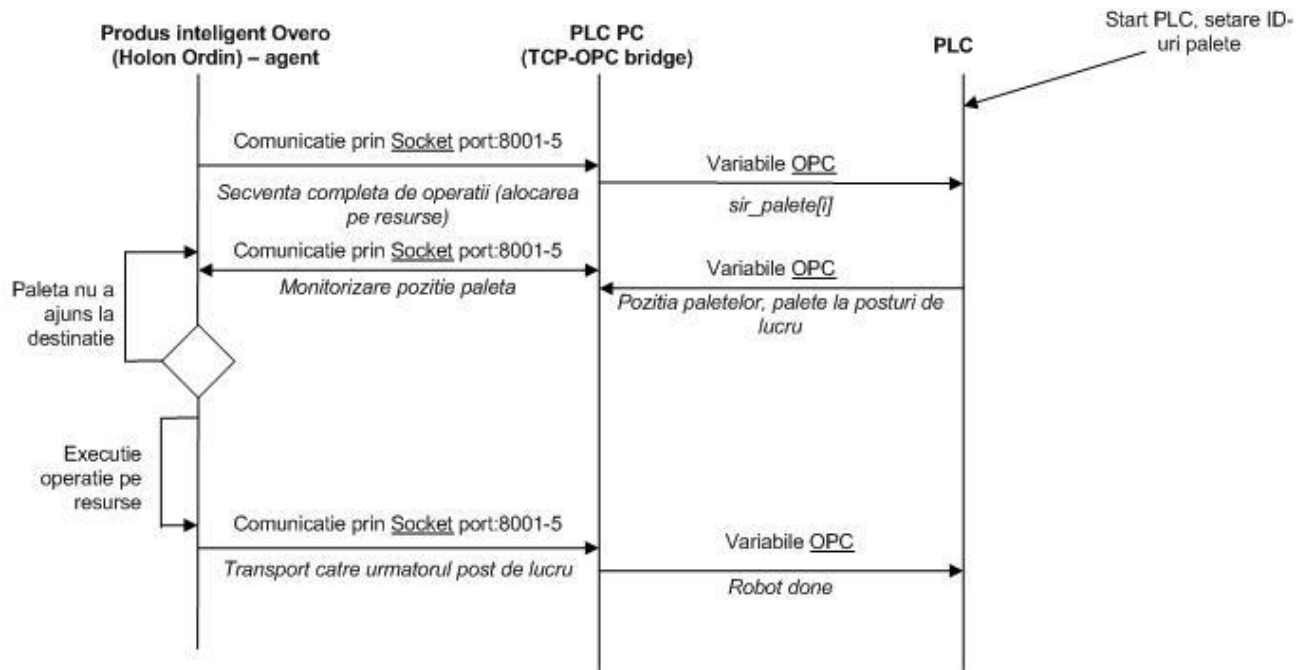 Produs inteligent Overo
(Holon Ordin) – agent
PLC PC
(TCP-OPC bridge)
PLC
Start PLC, setare ID-
uri palete
Comunicatie prin Socket port:8001-5
Secventa completa de operatii (alocarea
pe resurse)
Variabile OPC
sir_palete[i]
Comunicatie prin Socket port:8001-5
Monitorizare pozitie paleta
Variabile OPC
Pozitia paletelor, palete la posturi de
lucru
Paleta nu a
ajuns la
destinatie
Executie
operatie pe
resurse
Comunicatie prin Socket port:8001-5
Transport catre urmatorul post de lucru
Variabile OPC
Robot done